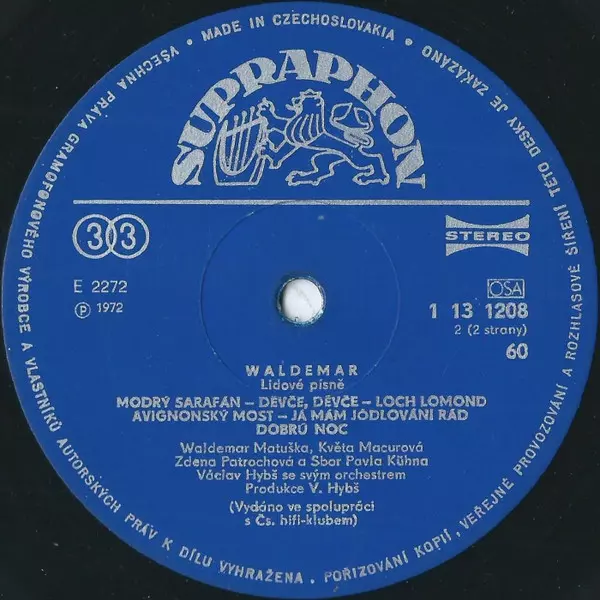 VŠECHNA PRÁVA GRAMOFONOVÉHO VÝROBCE A VLASTNÍKŮ AUTORSKÝCH PRÁV K DÍLU VYHRAŽENA . POŘIZOVÁNÍ KOPIÍ, VEŘEJNÉ PROVOZOVÁNÍ A ROZHLASOVÉ ŠÍŘENÍ TÉTO DESKY JE ZAKÁZÁNO
• MADE IN CZECHOSLOVAKIA •
SUPRAPHON
33
STEREO
E 2272
Ⓟ 1972
OSA
1 13 1208
2 (2 strany)
60
WALDEMAR
Lidové písně
MODRÝ SARAFÁN – DĚVČE, DĚVČE – LOCH LOMOND
AVIGNONSKÝ MOST – JÁ MÁM JÓDLOVÁNÍ RÁD
DOBRÚ NOC
Waldemar Matuška, Květa Macurová
Zdena Patrochová a Sbor Pavla Kühna
Václav Hybš se svým orchestrem
Produkce V. Hybš
(Vydáno ve spolupráci
s Čs. hifi-klubem)